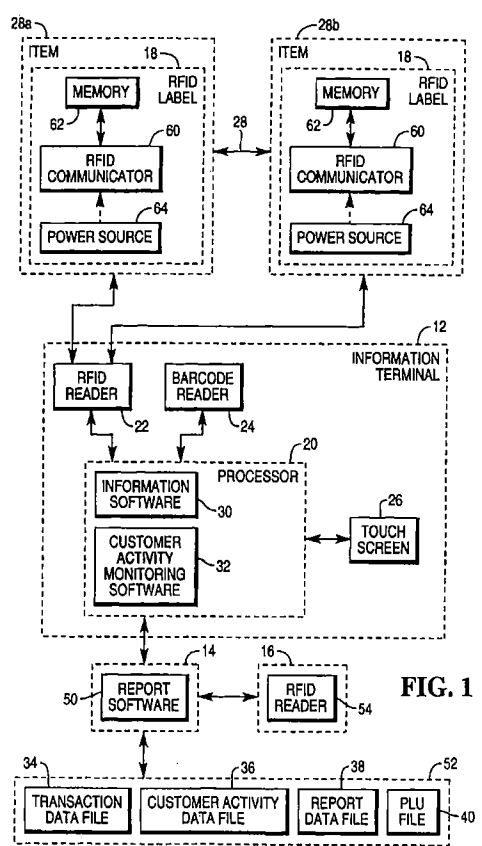 28a
28b
ITEM
18
RFID
LABEL
MEMORY
62
60
RFID
COMMUNICATOR
64
POWER SOURCE
28
ITEM
18
RFID
LABEL
MEMORY
62
60
RFID
COMMUNICATOR
64
POWER SOURCE
12
INFORMATION
TERMINAL
RFID
READER
22
BARCODE
READER
24
20
PROCESSOR
INFORMATION
SOFTWARE
30
CUSTOMER
ACTIVITY
MONITORING
SOFTWARE
32
26
TOUCH
SCREEN
14
50
REPORT
SOFTWARE
16
RFID
READER
54
FIG. 1
34
TRANSACTION
DATA FILE
36
CUSTOMER ACTIVITY
DATA FILE
38
REPORT
DATA FILE
52
PLU
FILE
40